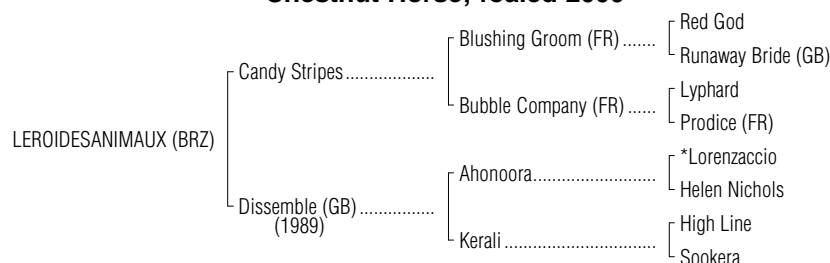 Chestnut Horse; foaled 2000
Red God
Blushing Groom (FR) .......
Runaway Bride (GB)
Candy Stripes...................
Lyphard
Bubble Company (FR) ......
Prodice (FR)
LEROIDESANIMAUX (BRZ)
*Lorenzaccio
Ahonoora..........................
Helen Nichols
Dissemble (GB) ................
(1989)
High Line
Kerali ................................
Sookera